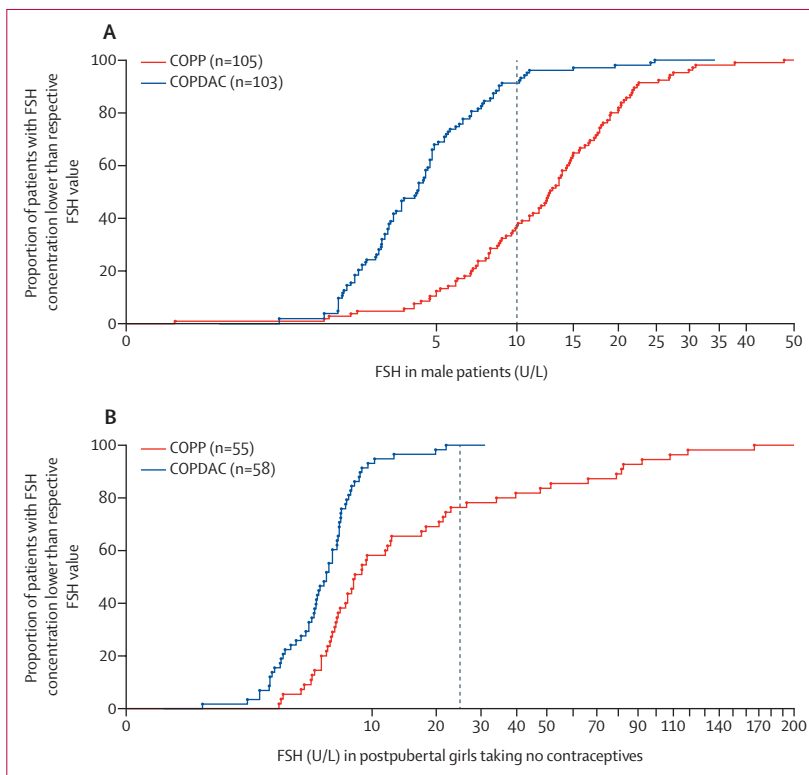 A
COPP (n=105)
COPDAC (n=103)
Proportion of patients with FSH
concentration lower than respective
FSH value
100
80
60
40
20
0
0 5 10 15 20 25 30 35 40 50
FSH in male patients (U/L)
B
COPP (n=55)
COPDAC (n=58)
Proportion of patients with FSH
concentration lower than respective
FSH value
100
80
60
40
20
0
0 10 20 30 40 50 70 90 110 140 170 200
FSH (U/L) in postpubertal girls taking no contraceptives